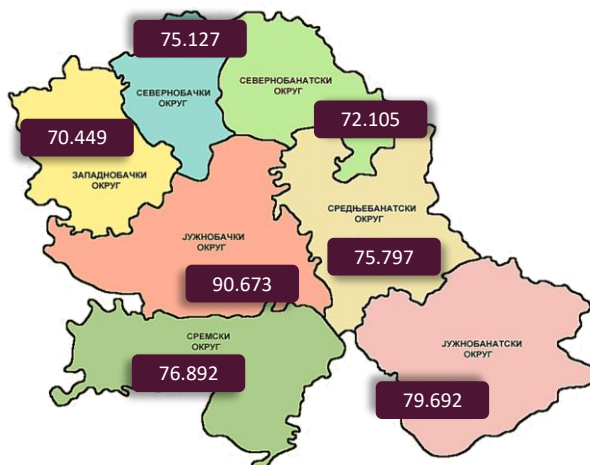 75.127
СЕВЕРНОБАЧКИ
ОКРУГ
СЕВЕРНОБАНАТСКИ
ОКРУГ
70.449
72.105
ЗАПАДНОБАЧКИ
ОКРУГ
СРЕДЊЕБАНАТСКИ
ОКРУГ
ЈУЖНОБАЧКИ
ОКРУГ
75.797
90.673
СРЕМСКИ
ОКРУГ
76.892
ЈУЖНОБАНАТСКИ
ОКРУГ
79.692